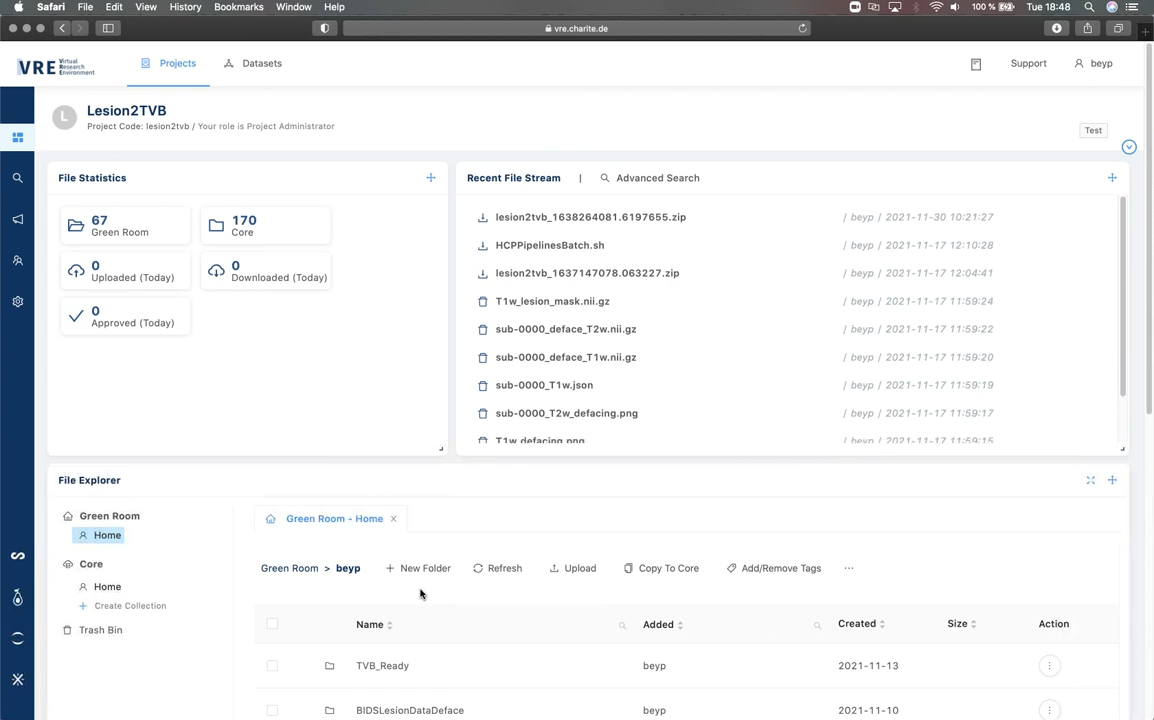 Safari File Edit View History Bookmarks Window Help 100 % Tue 18:48
vre.charite.de
VRE Virtual Research Environment Projects Datasets Support beyp
L Lesion2TVB
Project Code: lesion2tvb / Your role is Project Administrator
Test
File Statistics
67 Green Room
170 Core
0 Uploaded (Today)
0 Downloaded (Today)
0 Approved (Today)
Recent File Stream | Advanced Search
lesion2tvb_1638264081.6197655.zip / beyp / 2021-11-30 10:21:27
HCPPipelinesBatch.sh / beyp / 2021-11-17 12:10:28
lesion2tvb_1637147078.063227.zip / beyp / 2021-11-17 12:04:41
T1w_lesion_mask.nii.gz / beyp / 2021-11-17 11:59:24
sub-0000_deface_T2w.nii.gz / beyp / 2021-11-17 11:59:22
sub-0000_deface_T1w.nii.gz / beyp / 2021-11-17 11:59:20
sub-0000_T1w.json / beyp / 2021-11-17 11:59:19
sub-0000_T2w_defacing.png / beyp / 2021-11-17 11:59:17
T1w_defacing.png / beyp / 2021-11-17 11:59:15
File Explorer
Green Room
Home
Core
Home
+ Create Collection
Trash Bin
Green Room - Home
Green Room > beyp + New Folder Refresh Upload Copy To Core Add/Remove Tags ...
Name Added Created Size Action
TVB_Ready beyp 2021-11-13
BIDSLesionDataDeface beyp 2021-11-10